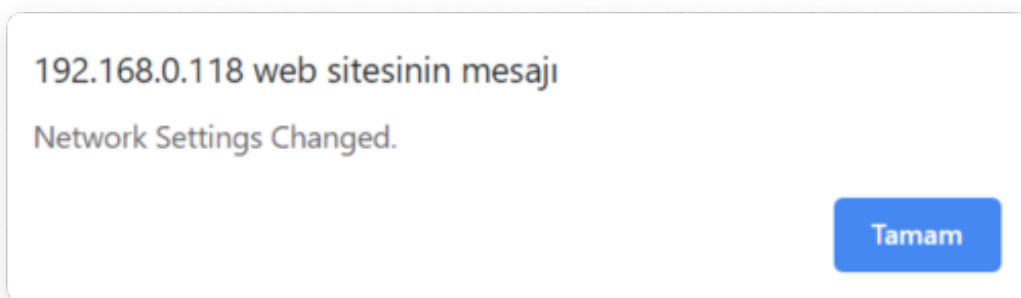 192.168.0.118 web sitesinin mesajı
Network Settings Changed.
Tamam